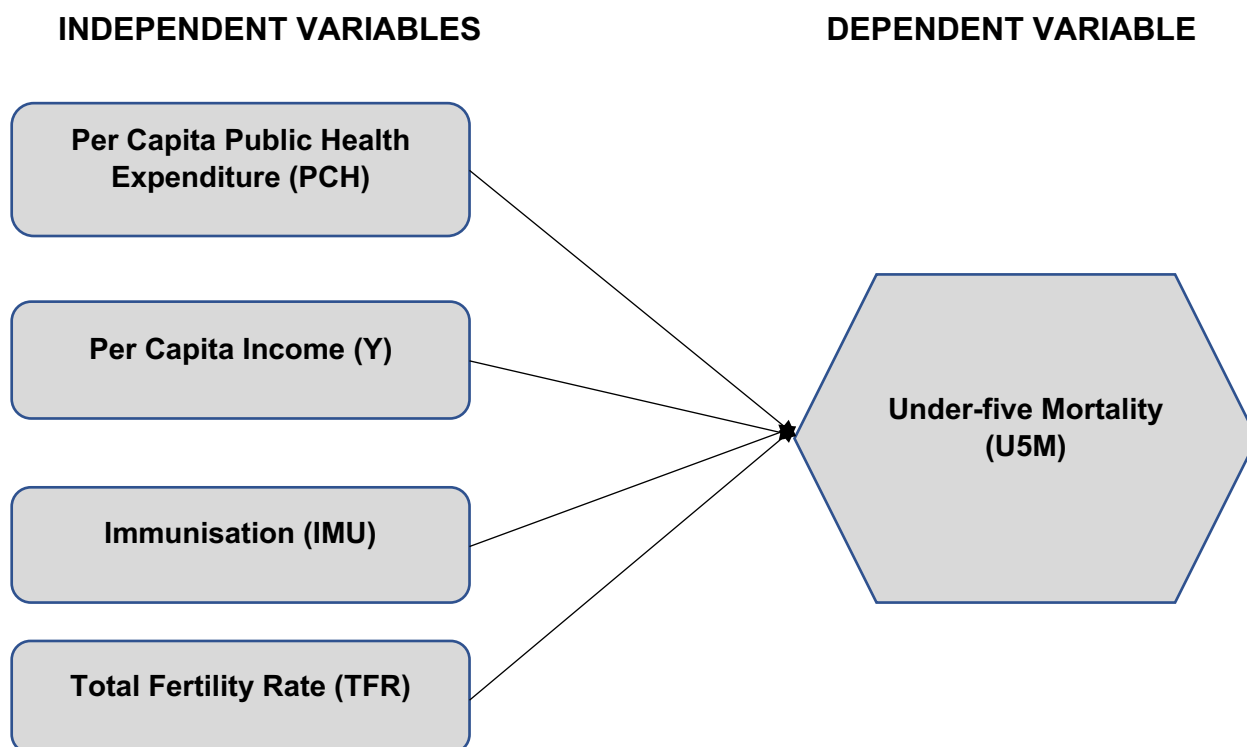 INDEPENDENT VARIABLES
DEPENDENT VARIABLE
Per Capita Public Health
Expenditure (PCH)
Per Capita Income (Y)
Immunisation (IMU)
Total Fertility Rate (TFR)
Under-five Mortality
(U5M)